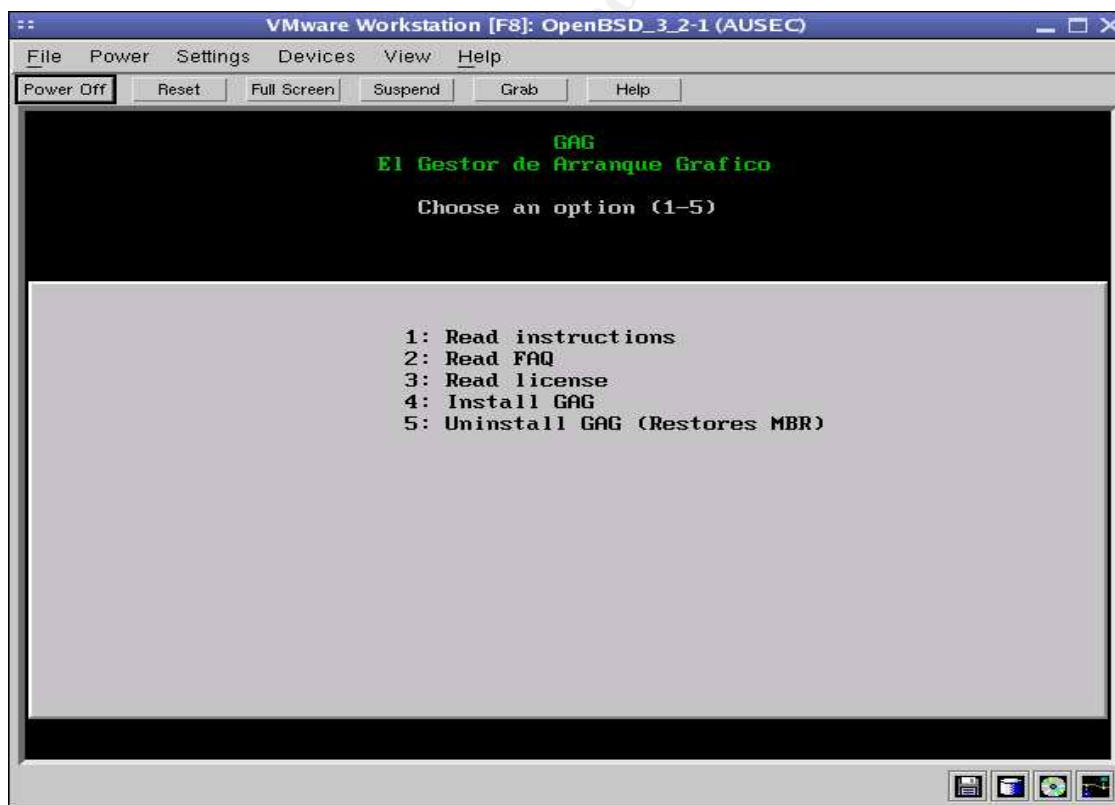 VMware Workstation [F8]: OpenBSD_3_2-1 (AUSEC)
File Power Settings Devices View Help
Power Off Reset Full Screen Suspend Grab Help
GAG
El Gestor de Arranque Grafico
Choose an option (1-5)
1: Read instructions
2: Read FAQ
3: Read license
4: Install GAG
5: Uninstall GAG (Restores MBR)